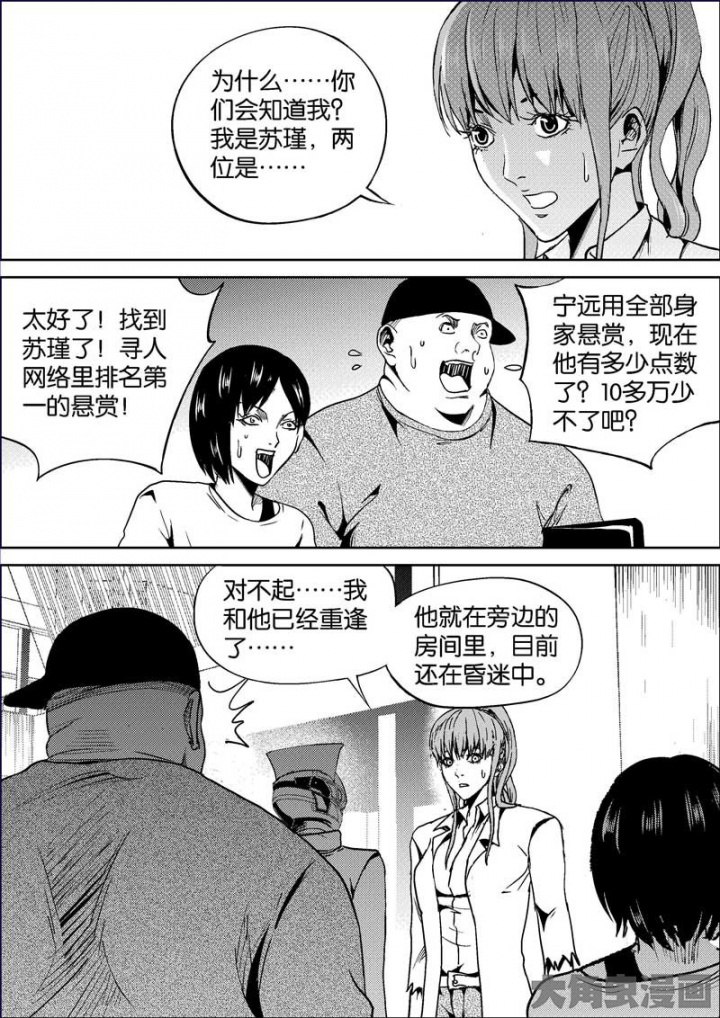 为什么……你
们会知道我？
我是苏瑾，两
位是……
太好了！找到
苏瑾了！寻人
网络里排名第
一的悬赏！
宁远用全部身
家悬赏，现在
他有多少点数
了？10多万少
不了吧？
对不起……我
和他已经重逢
了……
他就在旁边的
房间里，目前
还在昏迷中。
大角虫漫画